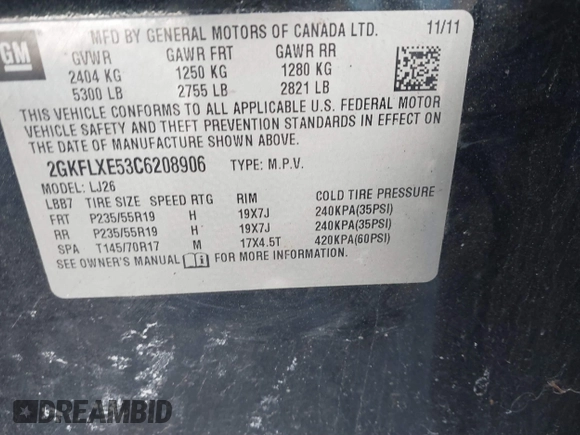 GM
MFD BY GENERAL MOTORS OF CANADA LTD. 11/11
GVWR GAWR FRT GAWR RR
2404 KG 1250 KG 1280 KG
5300 LB 2755 LB 2821 LB
THIS VEHICLE CONFORMS TO ALL APPLICABLE U.S. FEDERAL MOTOR
VEHICLE SAFETY AND THEFT PREVENTION STANDARDS IN EFFECT ON
THE DATE OF MANUFACTURE SHOWN ABOVE.
2GKFLXE53C6208906 TYPE: M.P.V.
MODEL: LJ26
LBB7 TIRE SIZE SPEED RTG RIM COLD TIRE PRESSURE
FRT P235/55R19 H 19X7J 240KPA(35PSI)
RR P235/55R19 H 19X7J 240KPA(35PSI)
SPA T145/70R17 M 17X4.5T 420KPA(60PSI)
SEE OWNER'S MANUAL FOR MORE INFORMATION.
DREAMBID